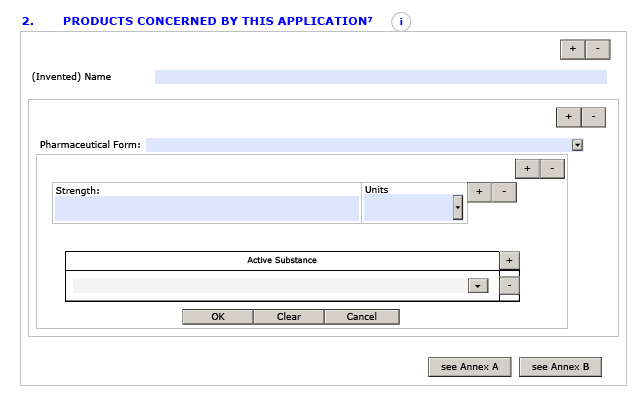 2. PRODUCTS CONCERNED BY THIS APPLICATION⁷ i
+ -
(Invented) Name
+ -
Pharmaceutical Form:
+ -
Strength: Units + -
Active Substance +
-
OK Clear Cancel
see Annex A see Annex B